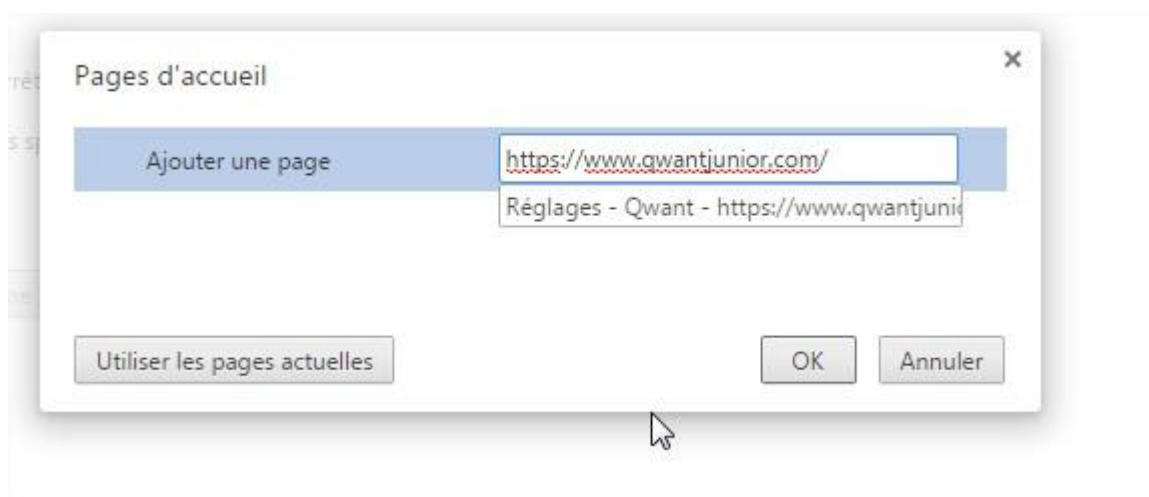 Pages d'accueil
Ajouter une page
https://www.qwantjunior.com/
Réglages - Qwant - https://www.qwantjunio
Utiliser les pages actuelles
OK
Annuler